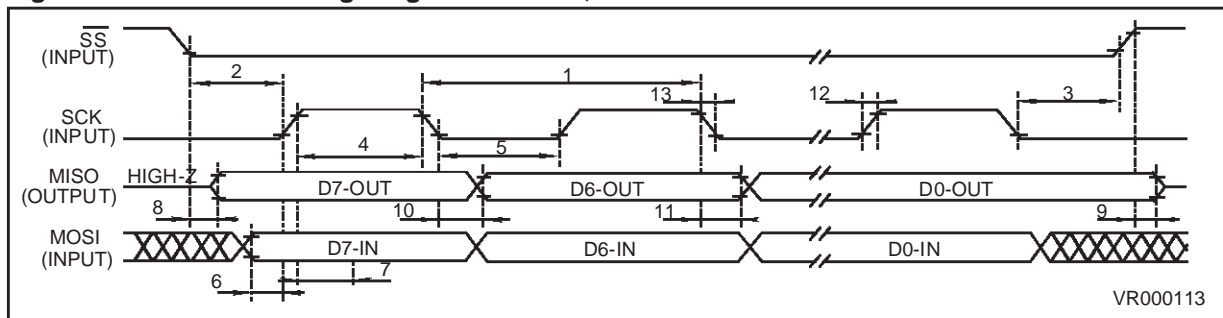 SS
(INPUT)
2
1
13
12
3
SCK
(INPUT)
4
5
MISO
(OUTPUT)
HIGH-Z
D7-OUT
D6-OUT
D0-OUT
8
10
11
9
MOSI
(INPUT)
D7-IN
D6-IN
D0-IN
6
7
VR000113